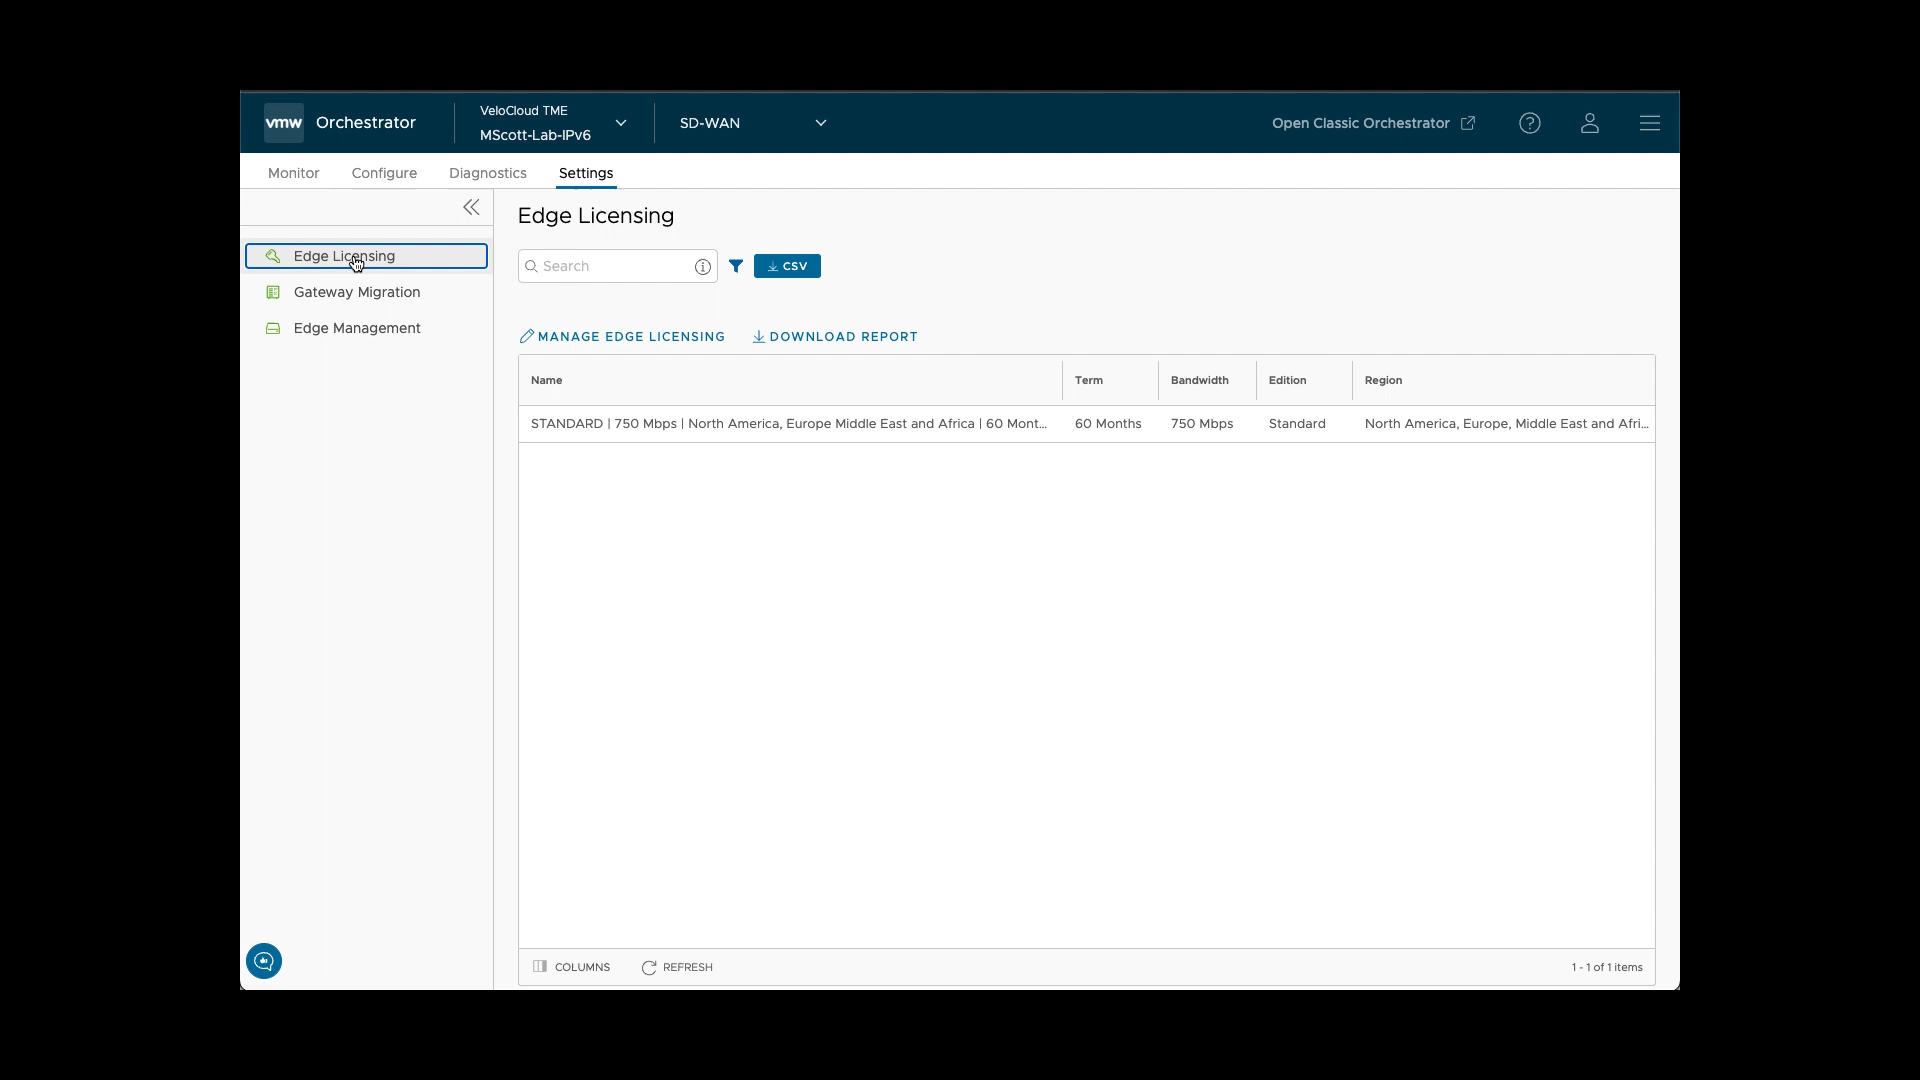 vmw Orchestrator
VeloCloud TME
MScott-Lab-IPv6
SD-WAN
Open Classic Orchestrator
Monitor Configure Diagnostics Settings
Edge Licensing
Gateway Migration
Edge Management
Edge Licensing
Search
CSV
MANAGE EDGE LICENSING DOWNLOAD REPORT
Name Term Bandwidth Edition Region
STANDARD | 750 Mbps | North America, Europe Middle East and Africa | 60 Mont... 60 Months 750 Mbps Standard North America, Europe, Middle East and Afri...
COLUMNS REFRESH 1 - 1 of 1 items